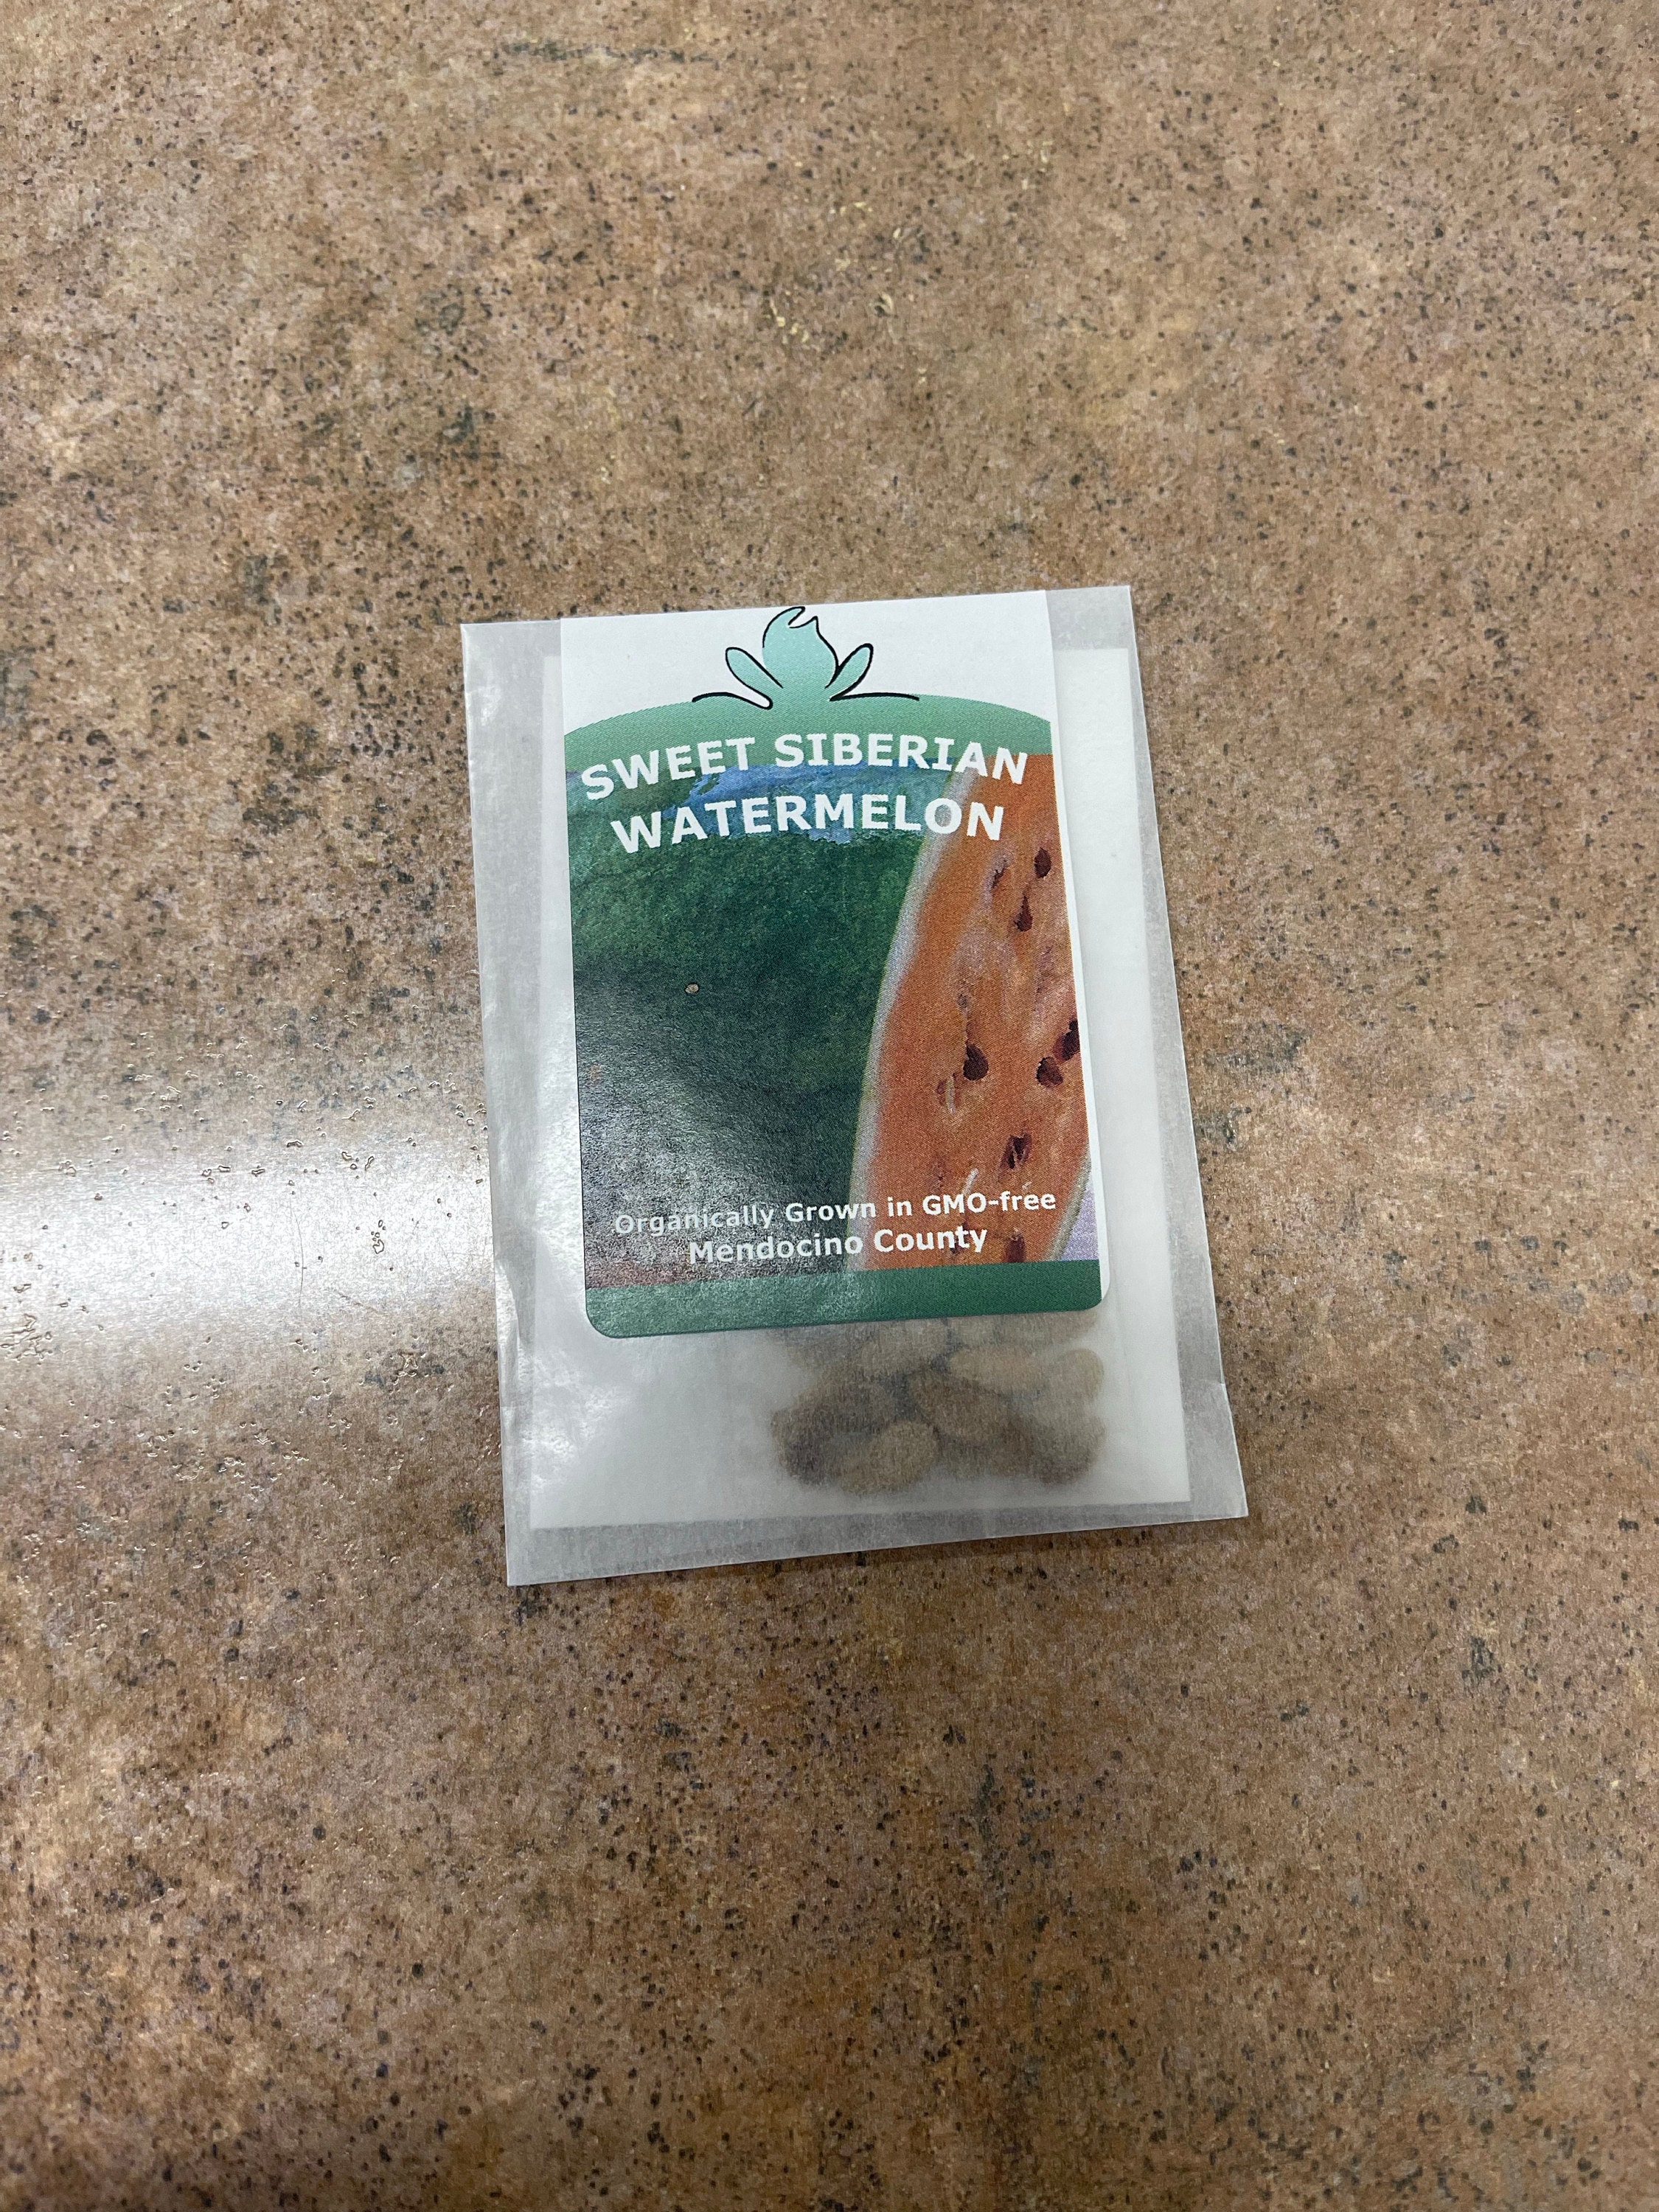 SWEET SIBERIAN
WATERMELON
Organically Grown in GMO-free
Mendocino County